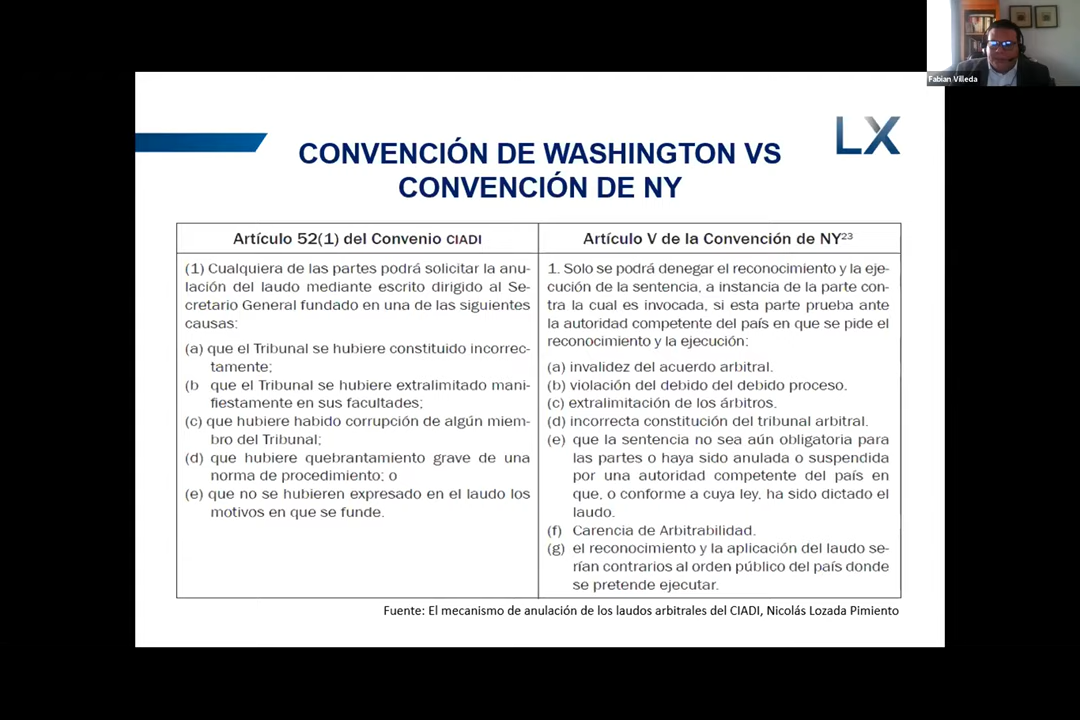 Fabian Villeda
LX
CONVENCIÓN DE WASHINGTON VS
CONVENCIÓN DE NY
Artículo 52(1) del Convenio CIADI
(1) Cualquiera de las partes podrá solicitar la anu-
lación del laudo mediante escrito dirigido al Se-
cretario General fundado en una de las siguientes
causas:
(a) que el Tribunal se hubiere constituido incorrec-
tamente;
(b que el Tribunal se hubiere extralimitado mani-
fiestamente en sus facultades;
(c) que hubiere habido corrupción de algún miem-
bro del Tribunal;
(d) que hubiere quebrantamiento grave de una
norma de procedimiento; o
(e) que no se hubieren expresado en el laudo los
motivos en que se funde.
Artículo V de la Convención de NY23
1. Solo se podrá denegar el reconocimiento y la eje-
cución de la sentencia, a instancia de la parte con-
tra la cual es invocada, si esta parte prueba ante
la autoridad competente del país en que se pide el
reconocimiento y la ejecución:
(a) invalidez del acuerdo arbitral.
(b) violación del debido del debido proceso.
(c) extralimitación de los árbitros.
(d) incorrecta constitución del tribunal arbitral.
(e) que la sentencia no sea aún obligatoria para
las partes o haya sido anulada o suspendida
por una autoridad competente del país en
que, o conforme a cuya ley, ha sido dictado el
laudo.
(f) Carencia de Arbitrabilidad.
(g) el reconocimiento y la aplicación del laudo se-
rían contrarios al orden público del país donde
se pretende ejecutar.
Fuente: El mecanismo de anulación de los laudos arbitrales del CIADI, Nicolás Lozada Pimiento